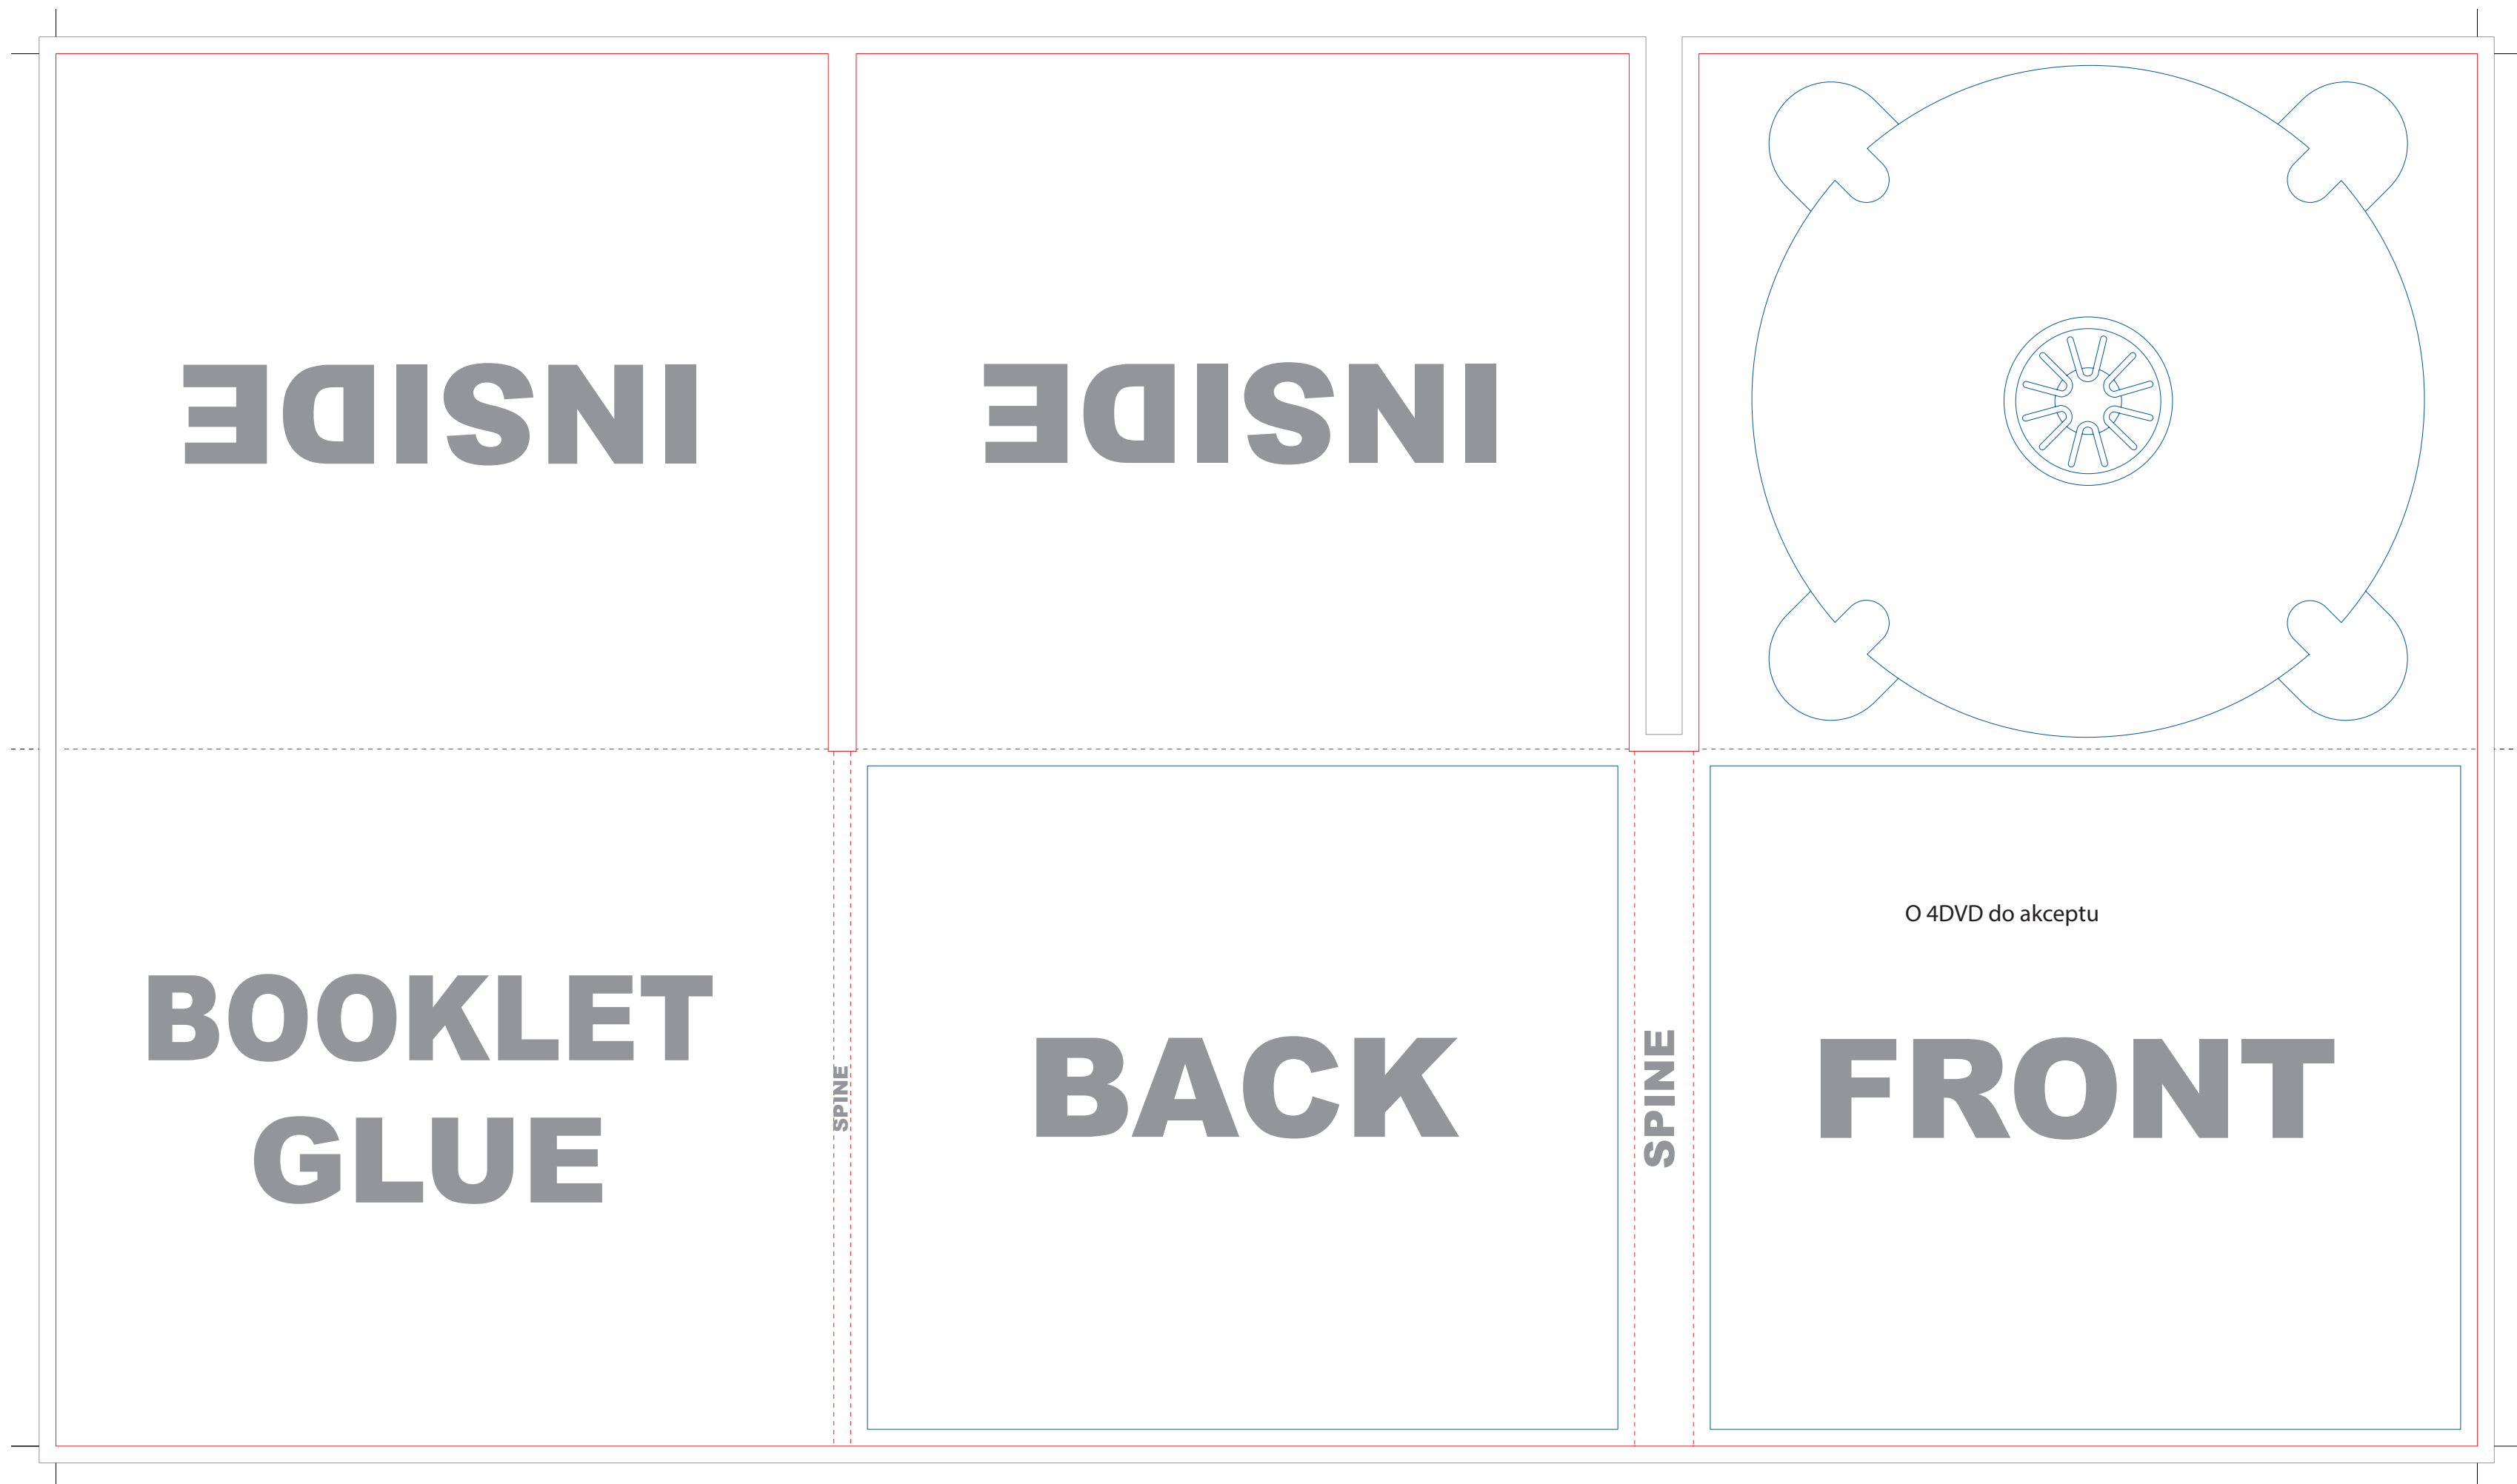 INSIDE
INSIDE
BOOKLET
GLUE
SPINE
BACK
SPINE
O 4DVD do akceptu
FRONT